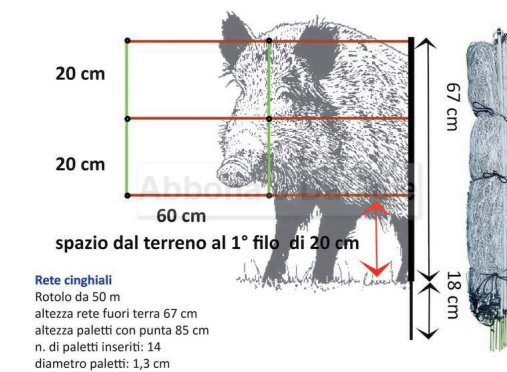 20 cm
67 cm
20 cm
60 cm
spazio dal terreno al 1° filo di 20 cm
18 cm
Rete cinghiali
Rotolo da 50 m
altezza rete fuori terra 67 cm
altezza paletti con punta 85 cm
n. di paletti inseriti: 14
diametro paletti: 1,3 cm